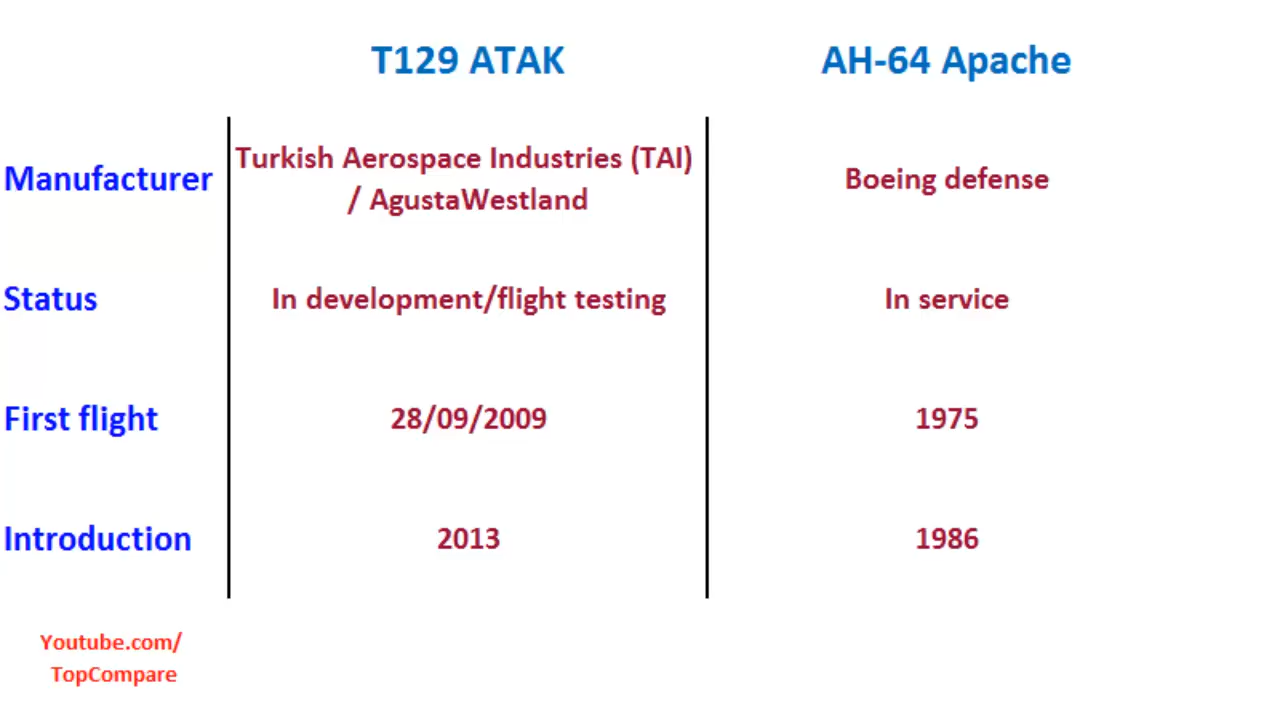 T129 ATAK AH-64 Apache
Manufacturer Turkish Aerospace Industries (TAI) Boeing defense
/ AgustaWestland
Status In development/flight testing In service
First flight 28/09/2009 1975
Introduction 2013 1986
Youtube.com/
TopCompare